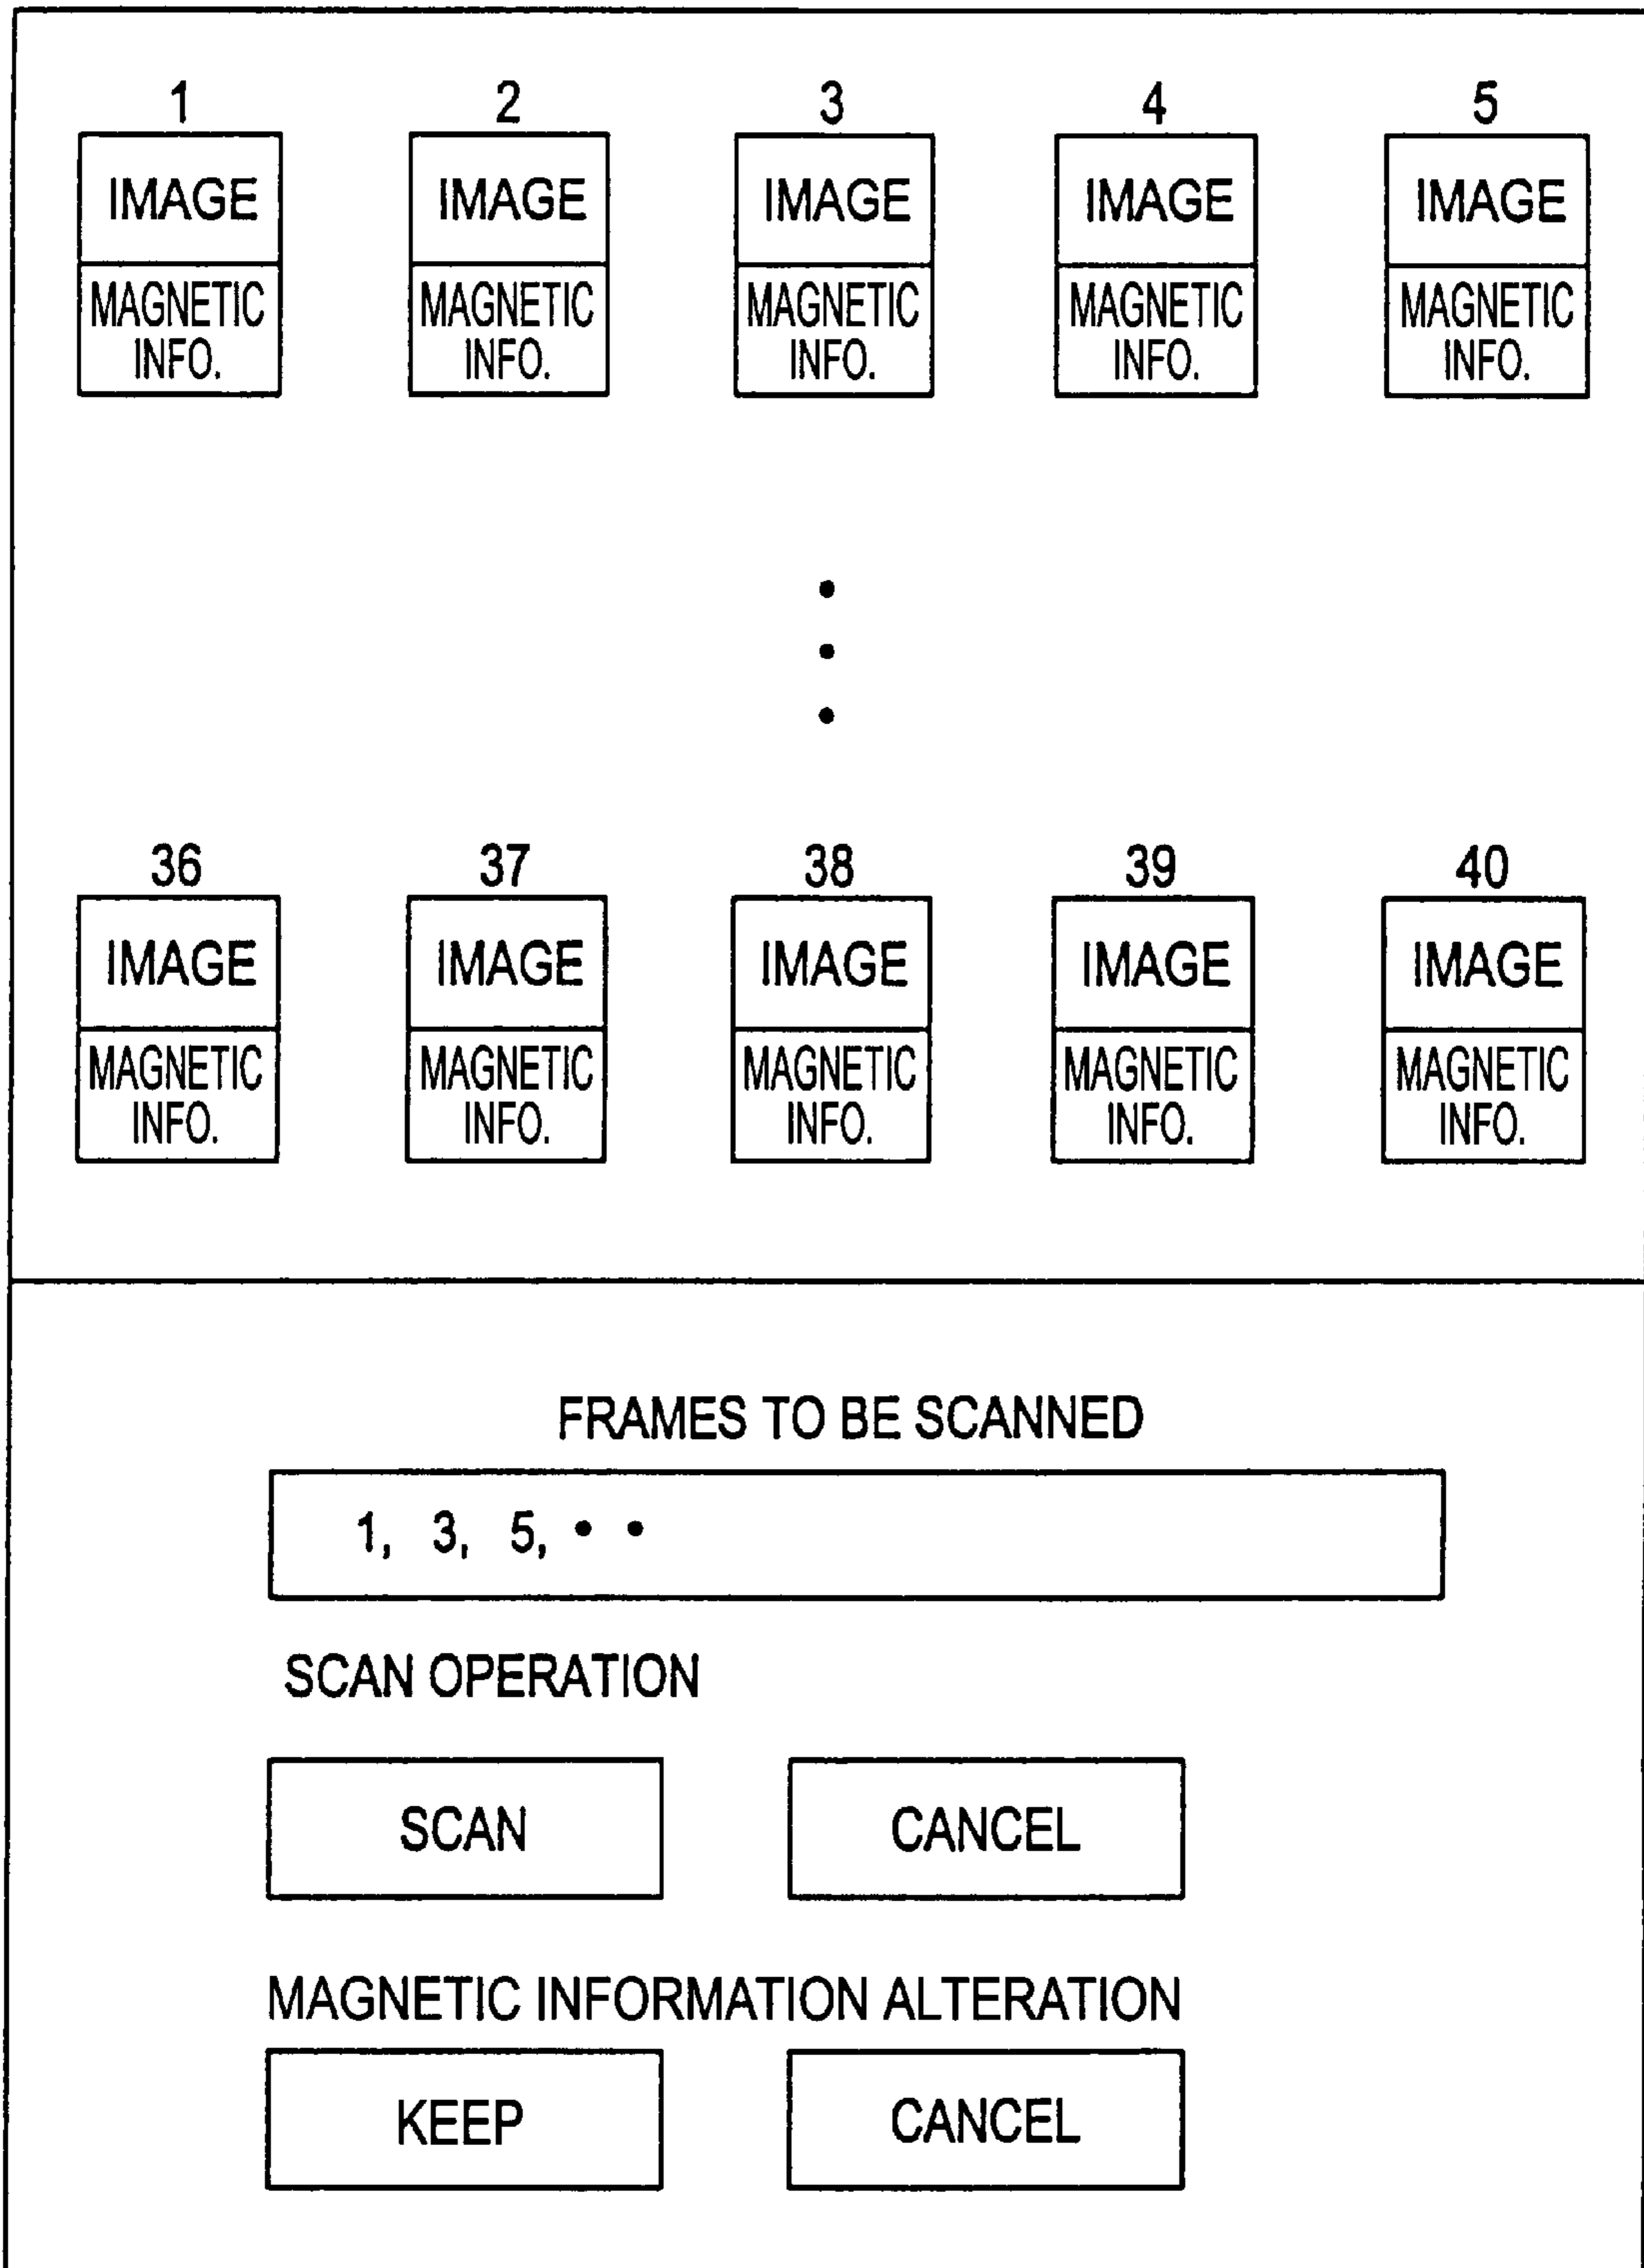 1 2 3 4 5
IMAGE IMAGE IMAGE IMAGE IMAGE
MAGNETIC MAGNETIC MAGNETIC MAGNETIC MAGNETIC
INFO. INFO. INFO. INFO. INFO.
36 37 38 39 40
IMAGE IMAGE IMAGE IMAGE IMAGE
MAGNETIC MAGNETIC MAGNETIC MAGNETIC MAGNETIC
INFO. INFO. INFO. INFO. INFO.
FRAMES TO BE SCANNED
1, 3, 5, • •
SCAN OPERATION
SCAN CANCEL
MAGNETIC INFORMATION ALTERATION
KEEP CANCEL